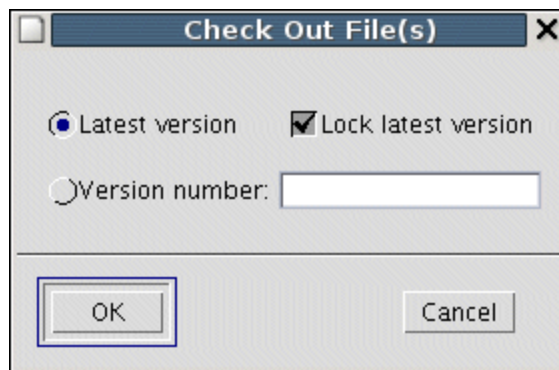 Check Out File(s)
Latest version Lock latest version
Version number:
OK Cancel